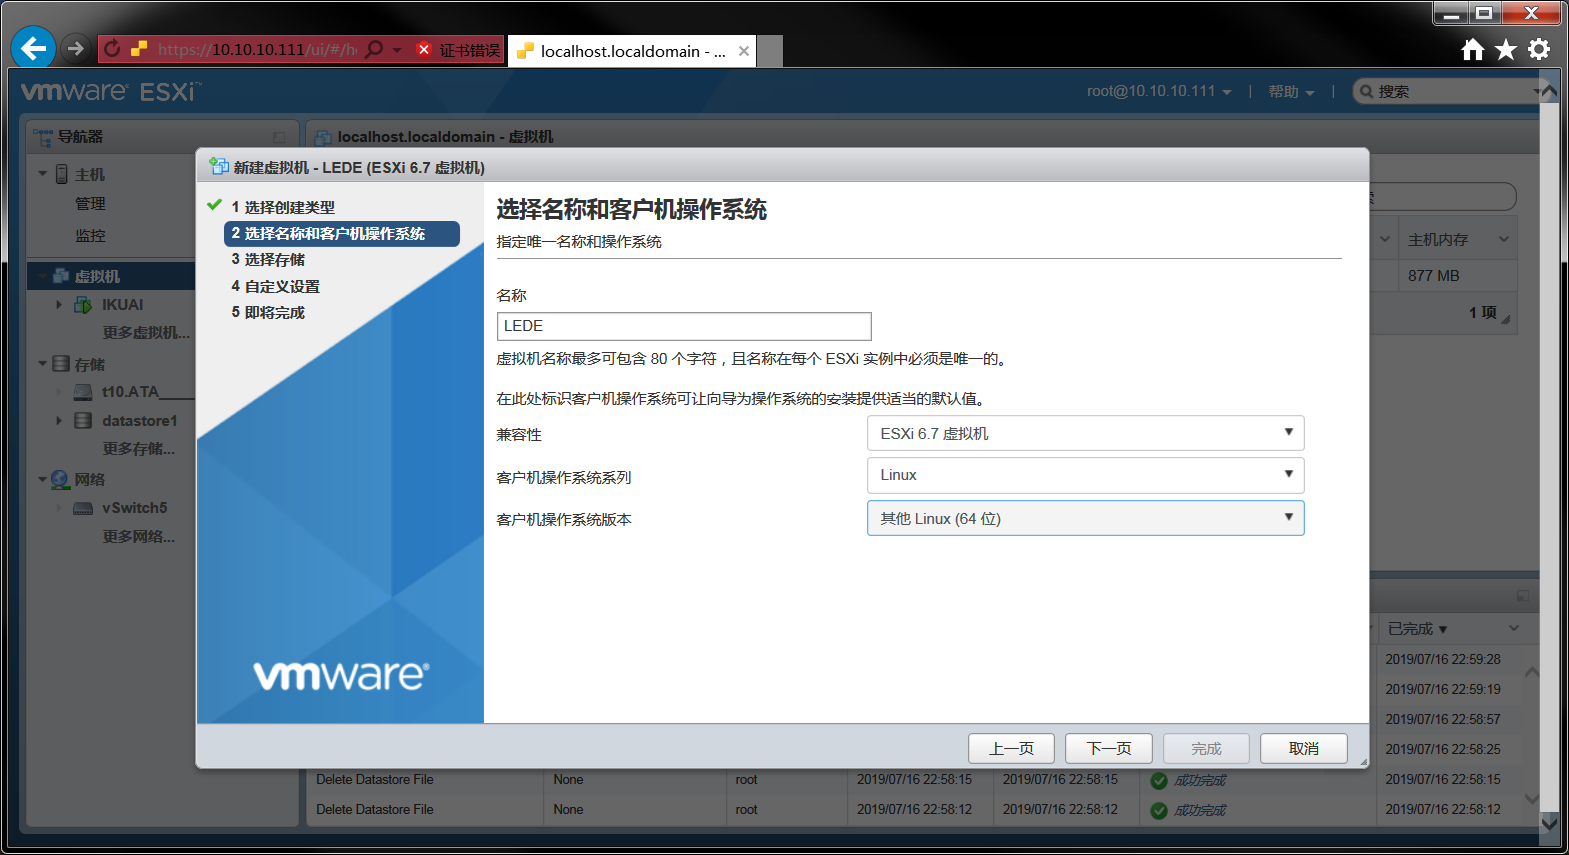 https://10.10.10.111/ui/#/h
证书错误
localhost.localdomain - ...
vmware ESXi™
root@10.10.10.111
|
帮助
|
搜索
导航器
localhost.localdomain - 虚拟机
主机
管理
监控
虚拟机
IKUAI
更多虚拟机...
存储
t10.ATA____
datastore1
更多存储...
网络
vSwitch5
更多网络...
主机内存
877 MB
1 项
新建虚拟机 - LEDE (ESXi 6.7 虚拟机)
1 选择创建类型
2 选择名称和客户机操作系统
3 选择存储
4 自定义设置
5 即将完成
vmware®
选择名称和客户机操作系统
指定唯一名称和操作系统
名称
LEDE
虚拟机名称最多可包含 80 个字符，且名称在每个 ESXi 实例中必须是唯一的。
在此处标识客户机操作系统可让向导为操作系统的安装提供适当的默认值。
兼容性
ESXi 6.7 虚拟机
客户机操作系统系列
Linux
客户机操作系统版本
其他 Linux (64 位)
上一页
下一页
完成
取消
已完成▼
2019/07/16 22:59:28
2019/07/16 22:59:19
2019/07/16 22:58:57
2019/07/16 22:58:25
Delete Datastore File None root 2019/07/16 22:58:15 2019/07/16 22:58:15 成功完成 2019/07/16 22:58:15
Delete Datastore File None root 2019/07/16 22:58:12 2019/07/16 22:58:12 成功完成 2019/07/16 22:58:12